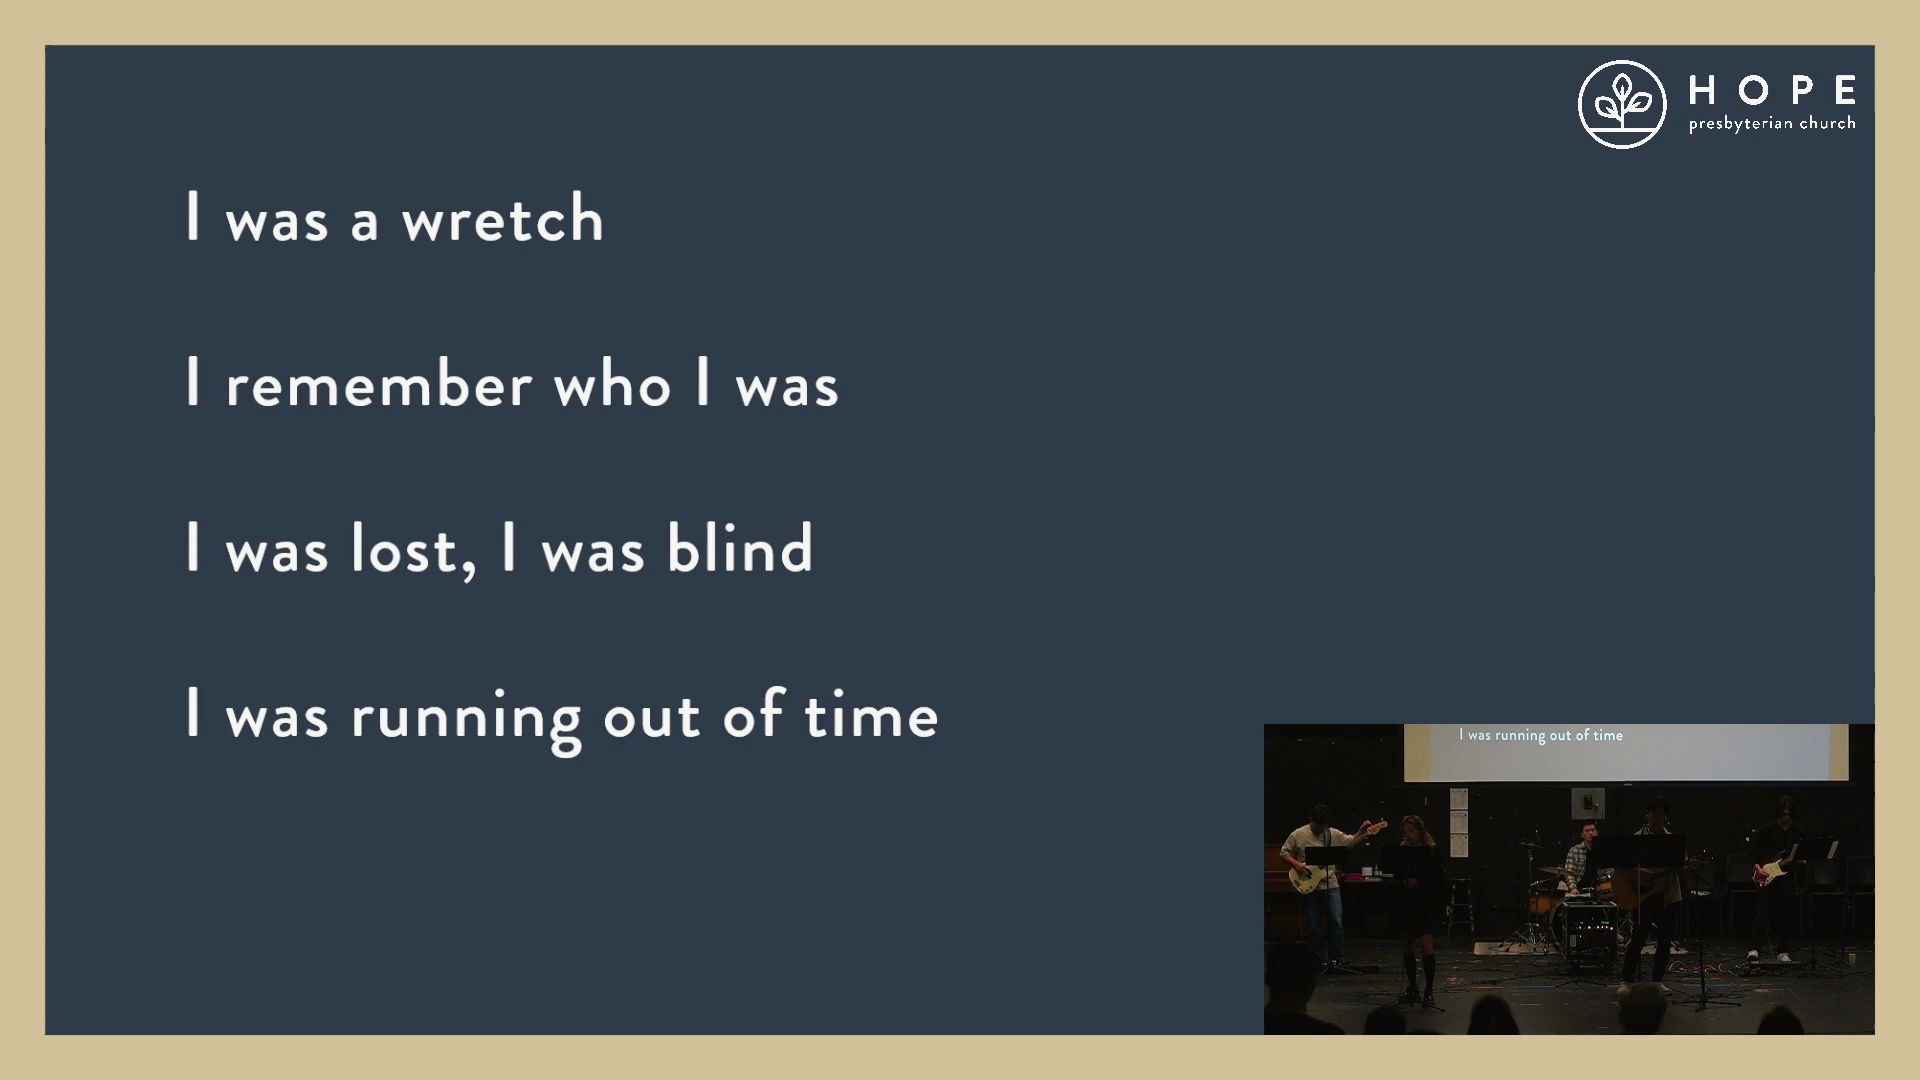 HOPE
presbyterian church
I was a wretch
I remember who I was
I was lost, I was blind
I was running out of time
I was running out of time